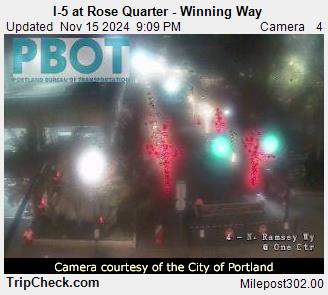 I-5 at Rose Quarter - Winning Way
Updated Nov 15 2024 9:09 PM Camera 4
PBOT
PORTLAND BUREAU OF TRANSPORTATION
4 - N. Ramsey Wy
@ One Ctr
Camera courtesy of the City of Portland
TripCheck.com Milepost302.00